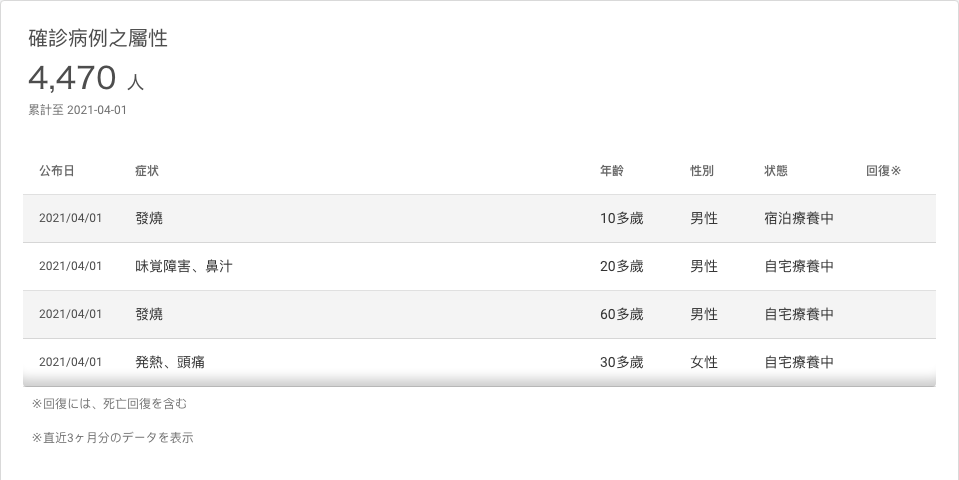 確診病例之屬性
4,470 人
累計至 2021-04-01
公布日 症状 年齢 性別 状態 回復※
2021/04/01 發燒 10多歲 男性 宿泊療養中
2021/04/01 味覚障害、鼻汁 20多歲 男性 自宅療養中
2021/04/01 發燒 60多歲 男性 自宅療養中
2021/04/01 発熱、頭痛 30多歲 女性 自宅療養中
※回復には、死亡回復を含む
※直近3ヶ月分のデータを表示